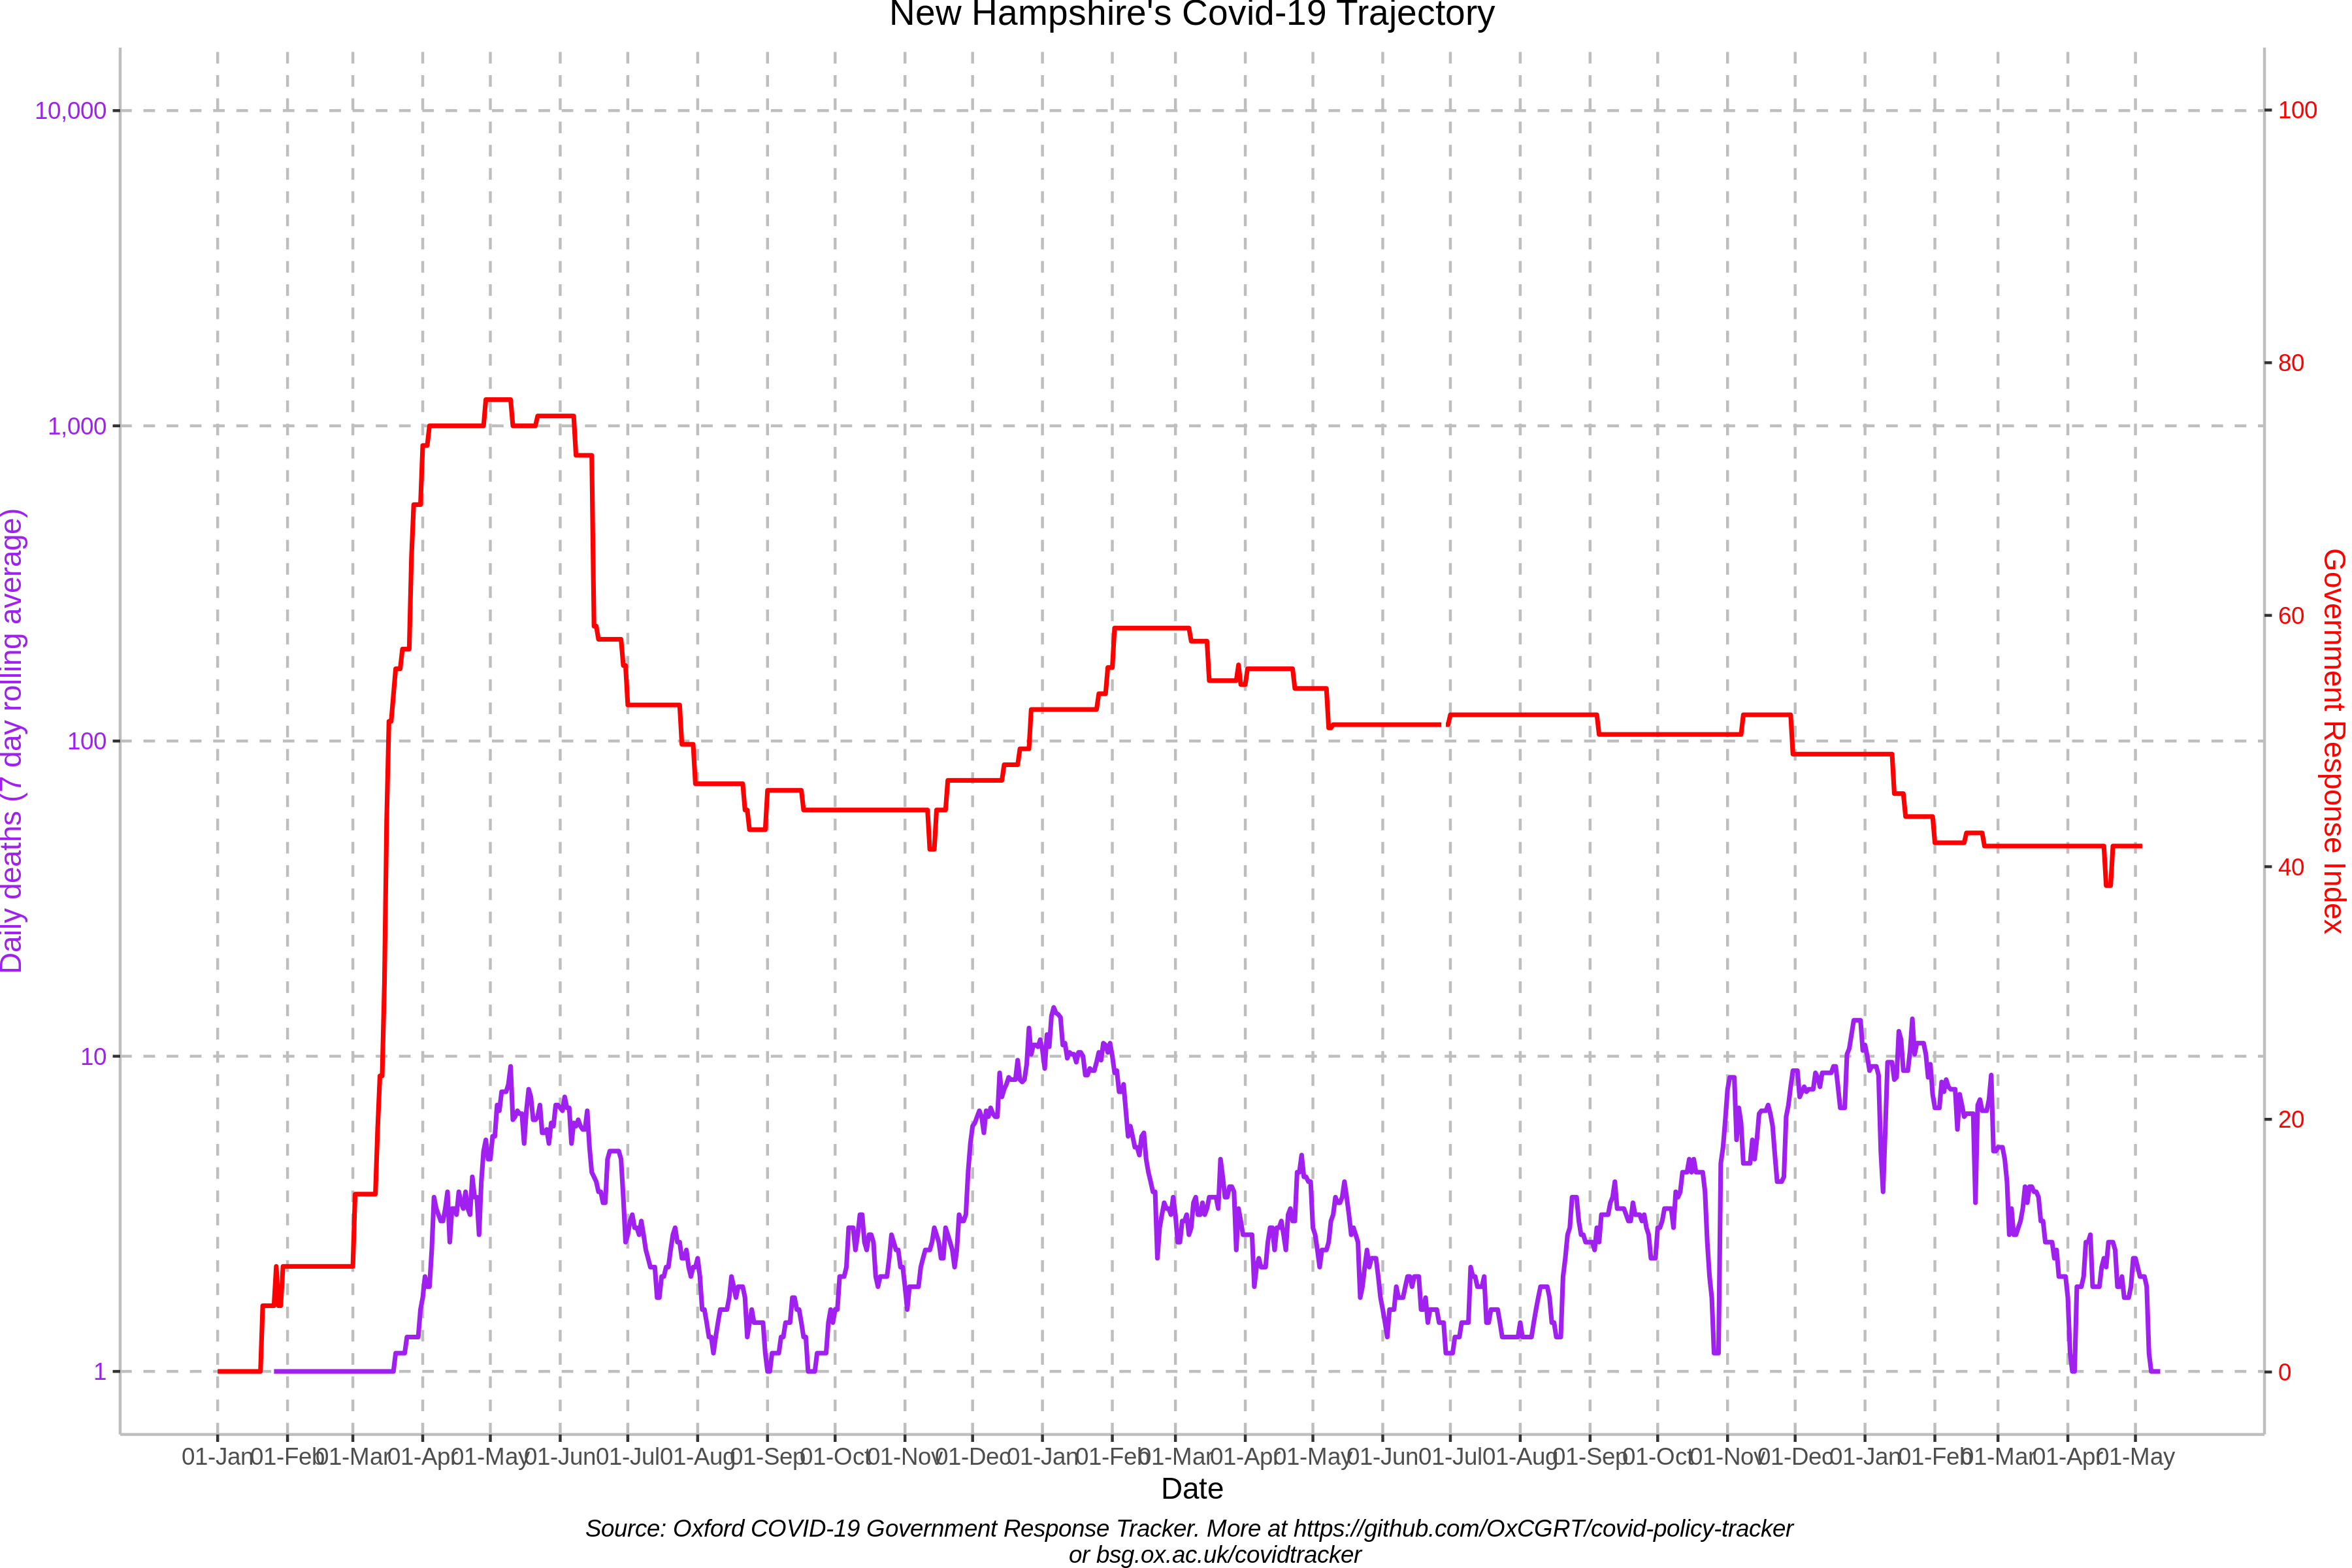 New Hampshire's Covid-19 Trajectory
10,000
1,000
100
10
1
Daily deaths (7 day rolling average)
100
80
60
40
20
0
Government Response Index
01-Jan 01-Feb 01-Mar 01-Apr 01-May 01-Jun 01-Jul 01-Aug 01-Sep 01-Oct 01-Nov 01-Dec 01-Jan 01-Feb 01-Mar 01-Apr 01-May 01-Jun 01-Jul 01-Aug 01-Sep 01-Oct 01-Nov 01-Dec 01-Jan 01-Feb 01-Mar 01-Apr 01-May
Date
Source: Oxford COVID-19 Government Response Tracker. More at https://github.com/OxCGRT/covid-policy-tracker
or bsg.ox.ac.uk/covidtracker